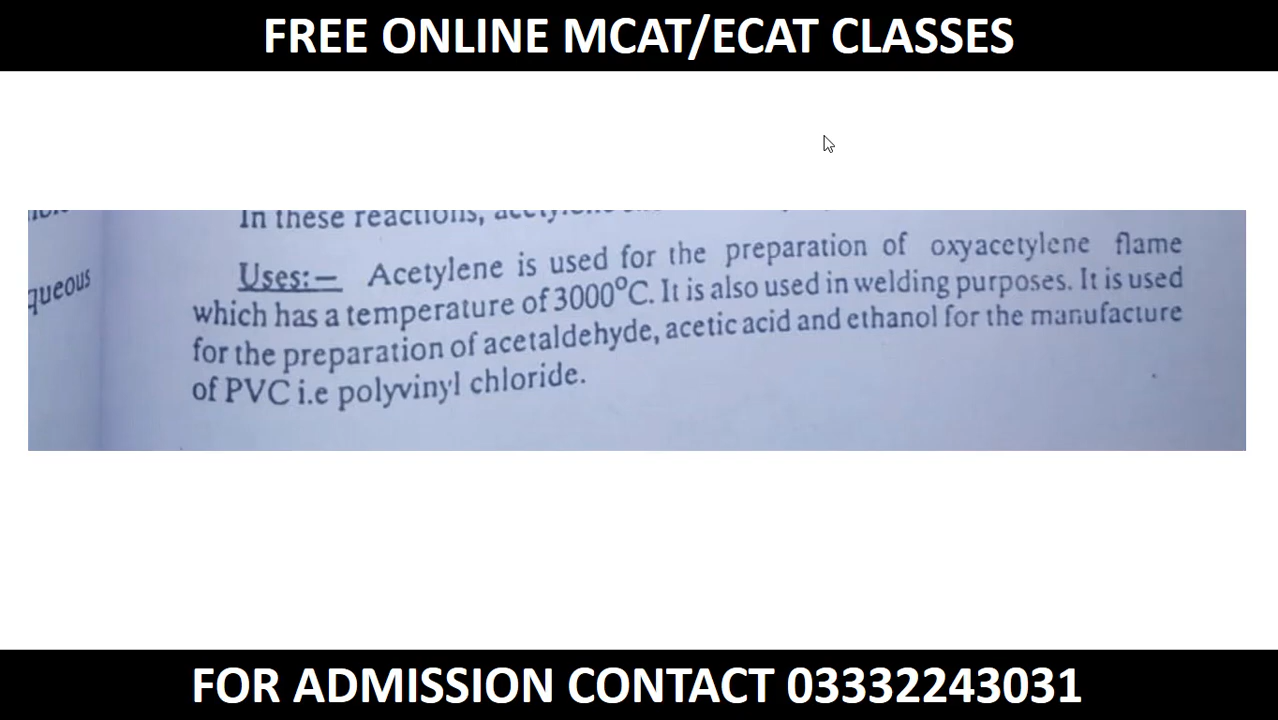 FREE ONLINE MCAT/ECAT CLASSES
In these reactions,
queous
Uses:— Acetylene is used for the preparation of oxyacetylene flame
which has a temperature of 3000°C. It is also used in welding purposes. It is used
for the preparation of acetaldehyde, acetic acid and ethanol for the manufacture
of PVC i.e polyvinyl chloride.
FOR ADMISSION CONTACT 03332243031